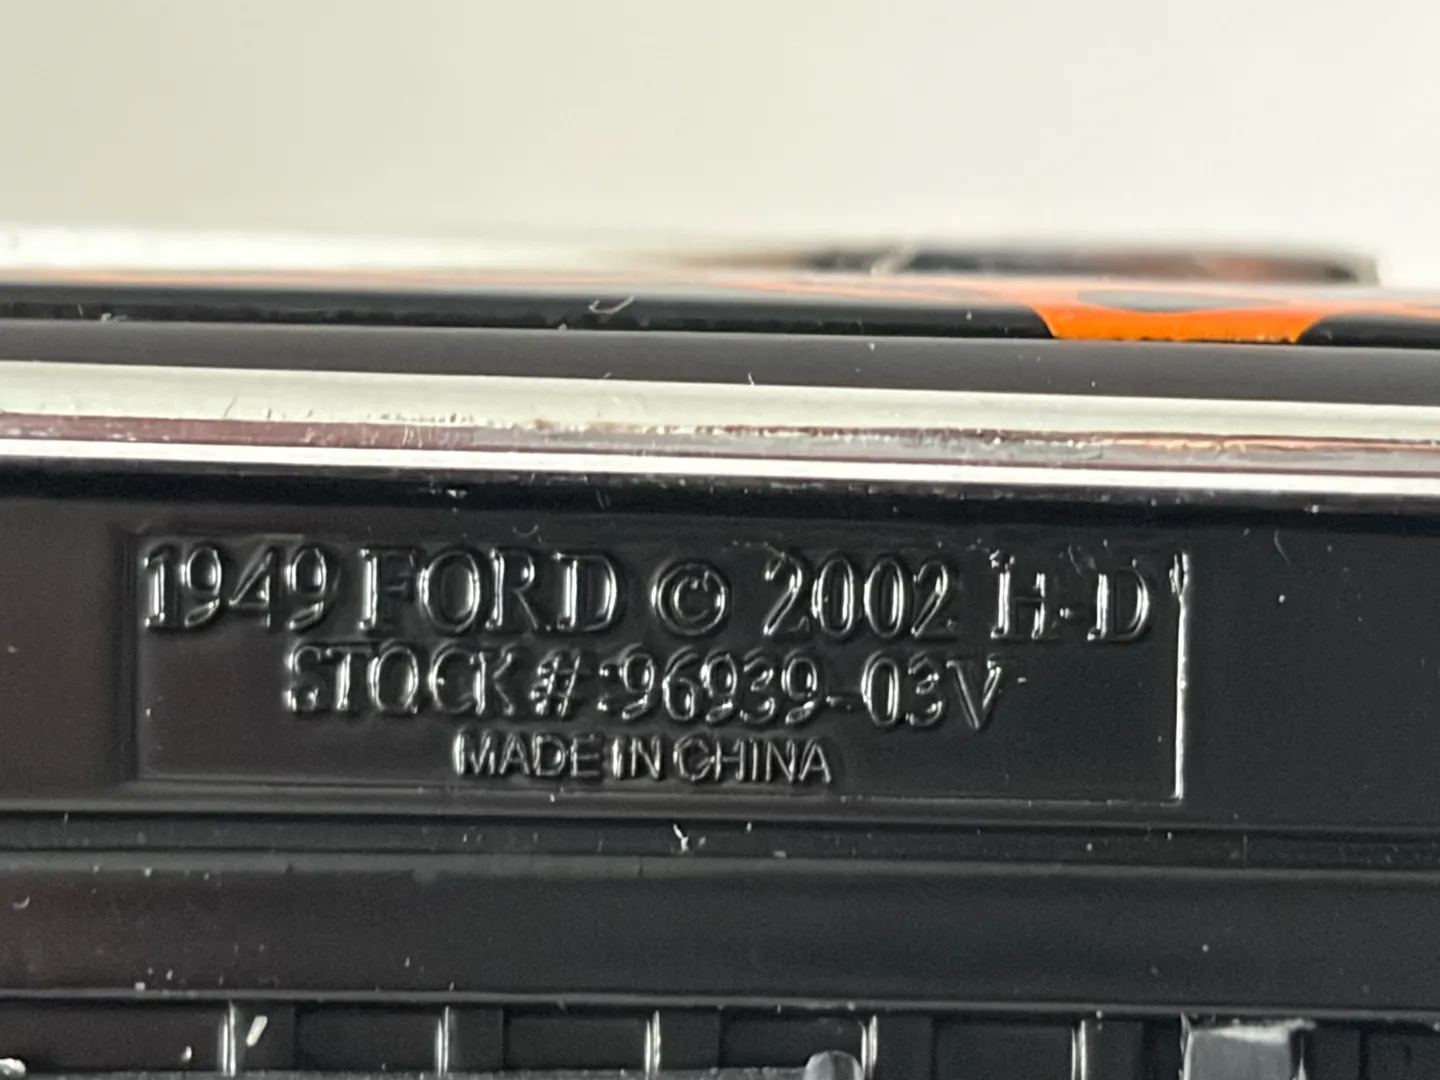 1949 FORD © 2002 H-D
STOCK#:96939-03V
MADE IN CHINA